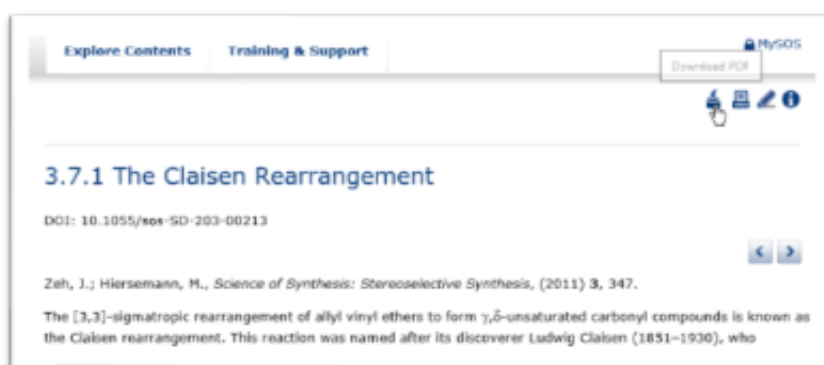 Explore Contents Training & Support MySOS
Download PDF
3.7.1 The Claisen Rearrangement
DOI: 10.1055/sos-SD-203-00213
Zeh, J.; Hiersemann, M., Science of Synthesis: Stereoselective Synthesis, (2011) 3, 347.
The [3,3]-sigmatropic rearrangement of allyl vinyl ethers to form γ,δ-unsaturated carbonyl compounds is known as
the Claisen rearrangement. This reaction was named after its discoverer Ludwig Claisen (1851–1930), who